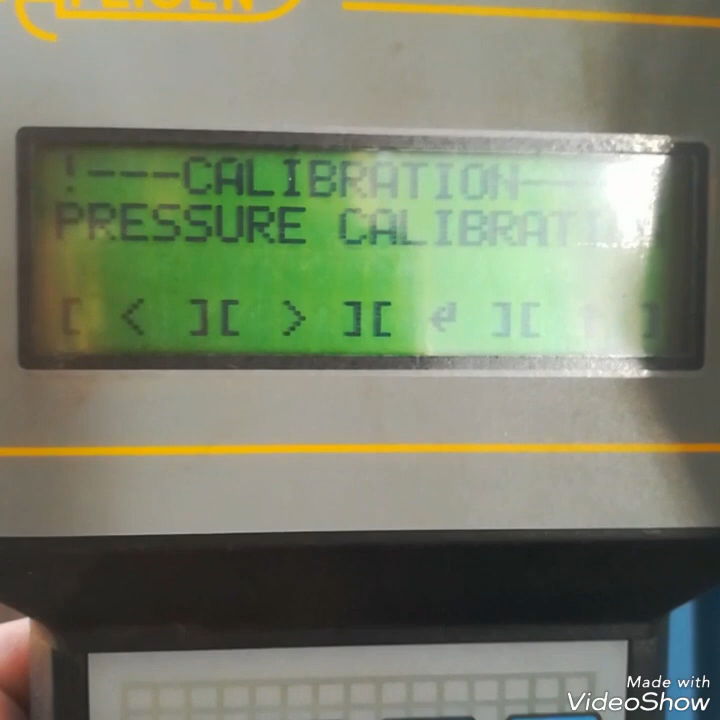 !---CALIBRATION---
PRESSURE CALIBRATION
[ < ][ > ][ ↲ ][ ↑ ]
Made with
VideoShow